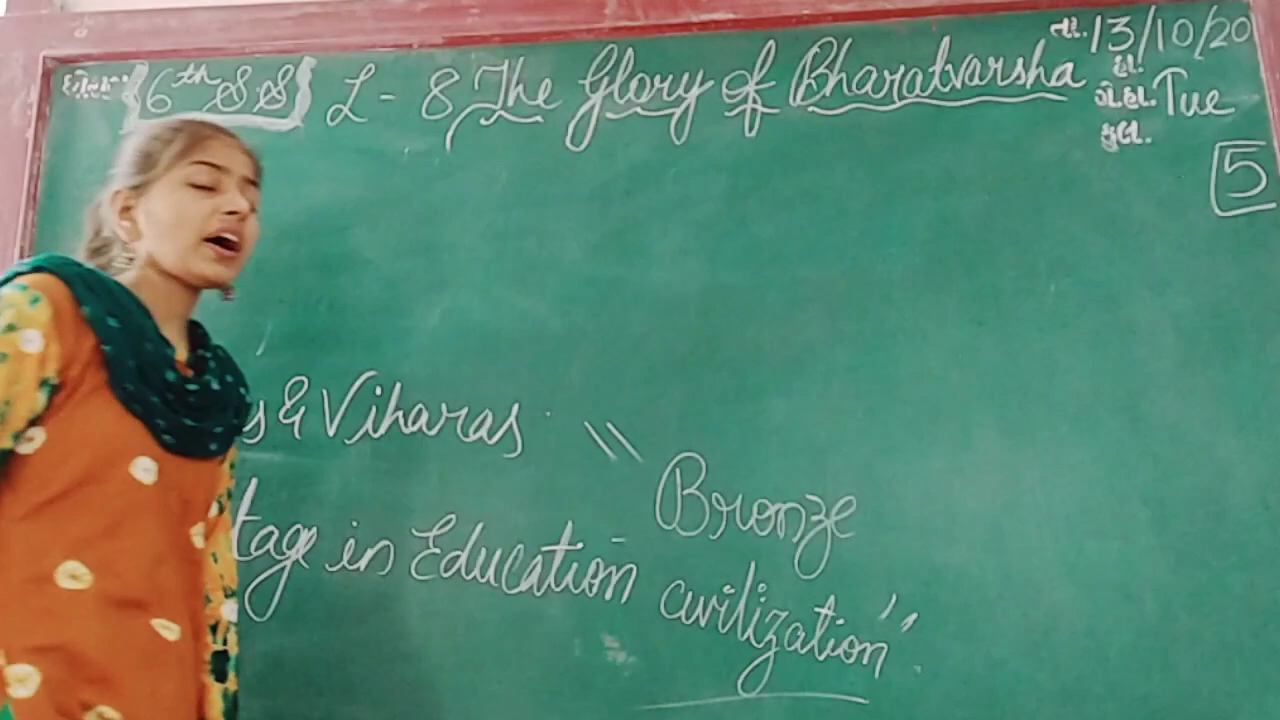 તા. 13/10/20
6th S.S L - 8 The Glory of Bharatvarsha
હા.
ગે.હા. Tue
કુલ.
5
s & Viharas
tage in Education -
" Bronze
civilization".